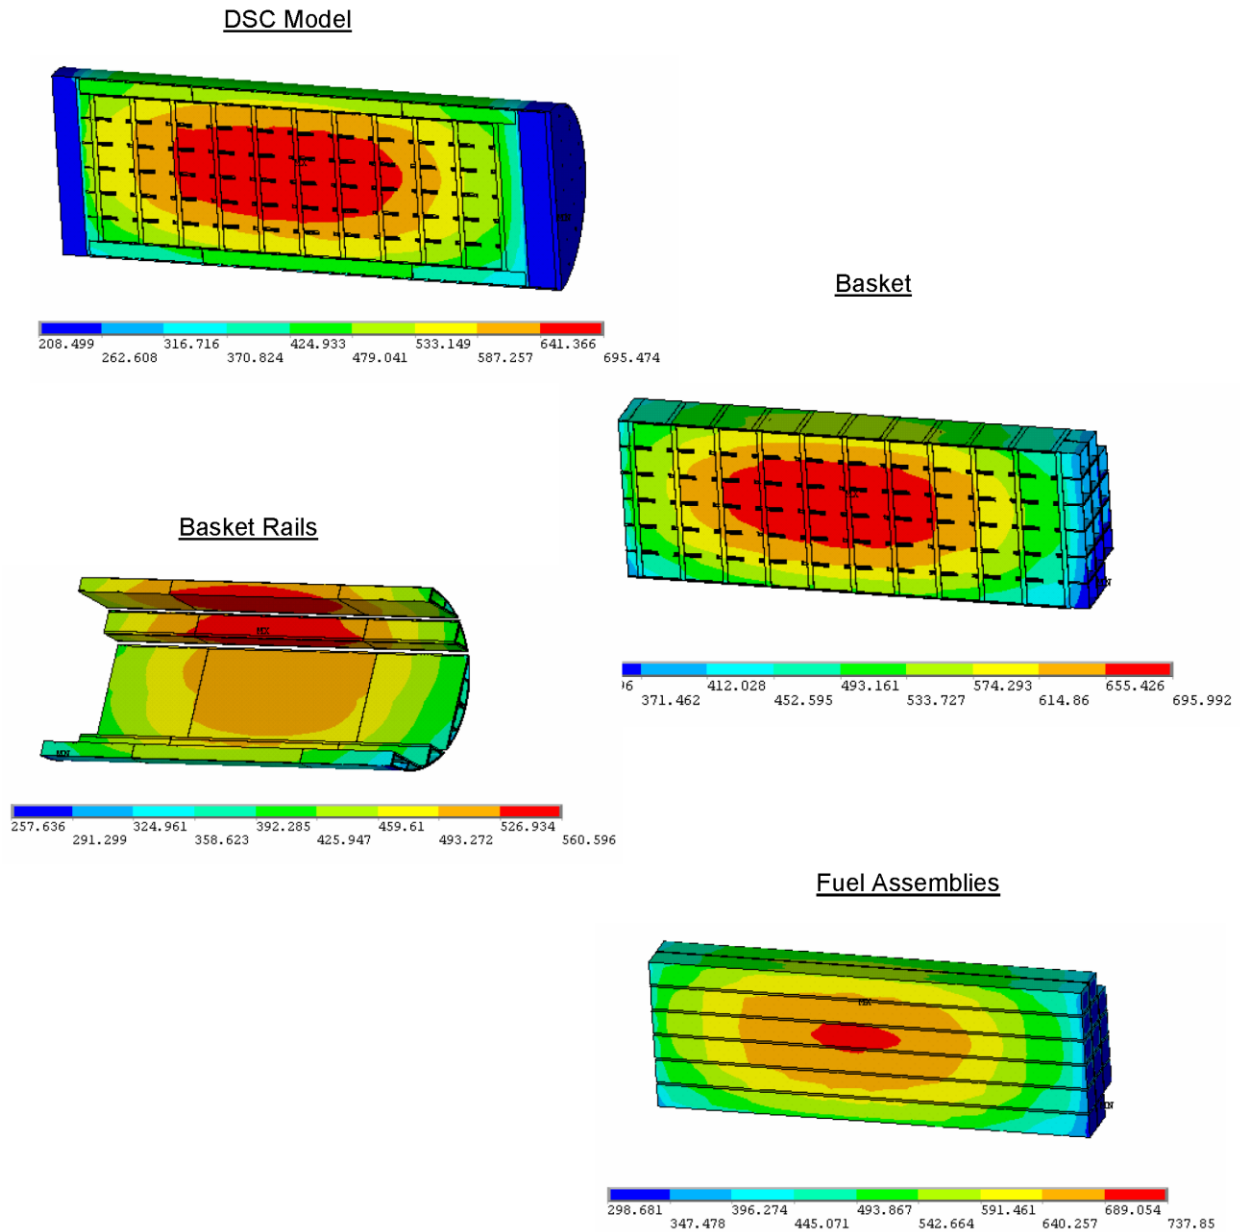 DSC Model
208.499 316.716 424.933 533.149 641.366
262.608 370.824 479.041 587.257 695.474
Basket
412.028 493.161 574.293 655.426
371.462 452.595 533.727 614.86 695.992
Basket Rails
MX
257.636 324.961 392.285 459.61 526.934
291.299 358.623 425.947 493.272 560.596
Fuel Assemblies
MX
298.681 396.274 493.867 591.461 689.054
347.478 445.071 542.664 640.257 737.85